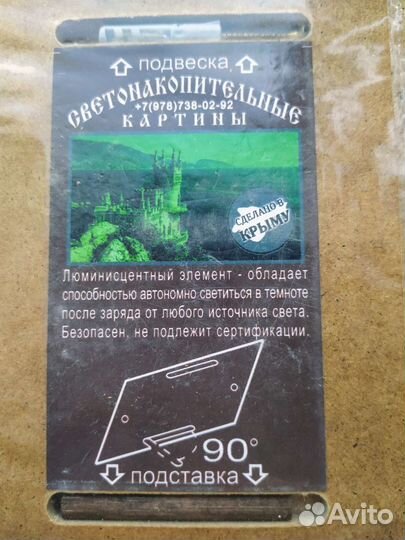 ⇧ подвеска ⇧
СВЕТОНАКОПИТЕЛЬНЫЕ
+7(978)738-02-92
КАРТИНЫ
СДЕЛАНО В
КРЫМУ
Люминисцентный элемент - обладает
способностью автономно светиться в темноте
после заряда от любого источника света.
Безопасен, не подлежит сертификации.
90°
⇩ подставка ⇩
Avito